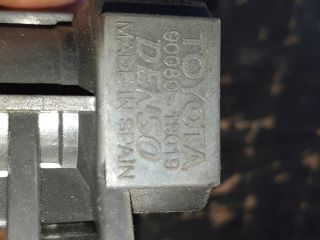 TOYOTA
90080-19019
DENSO
MADE IN SPAIN